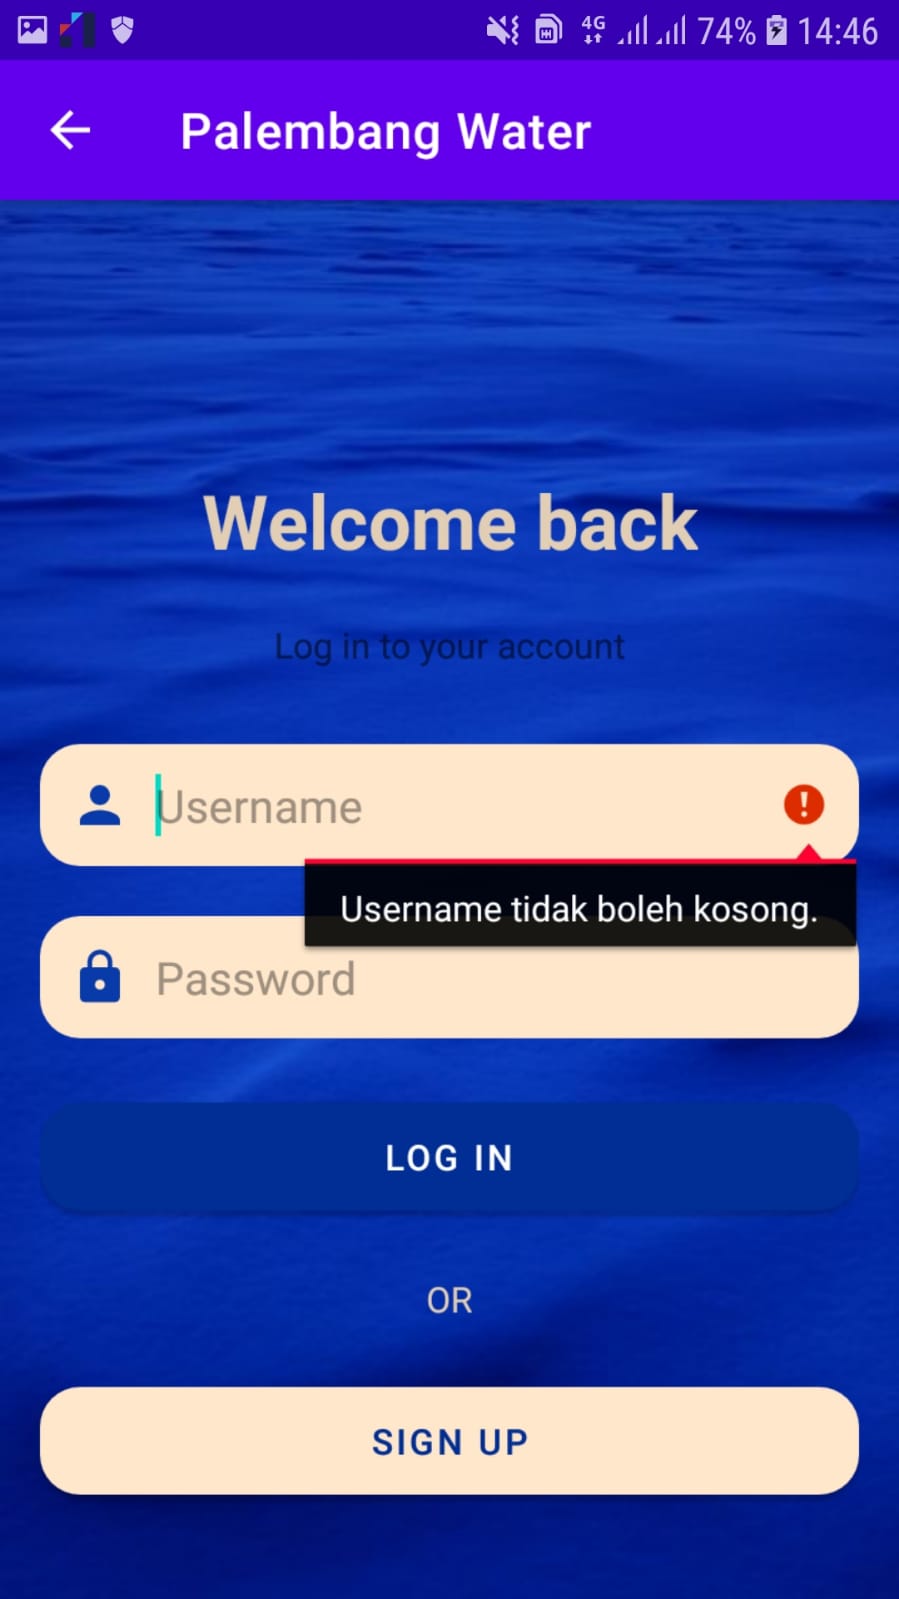 4G 74% 14:46
Palembang Water
Welcome back
Log in to your account
Username
Username tidak boleh kosong.
Password
LOG IN
OR
SIGN UP